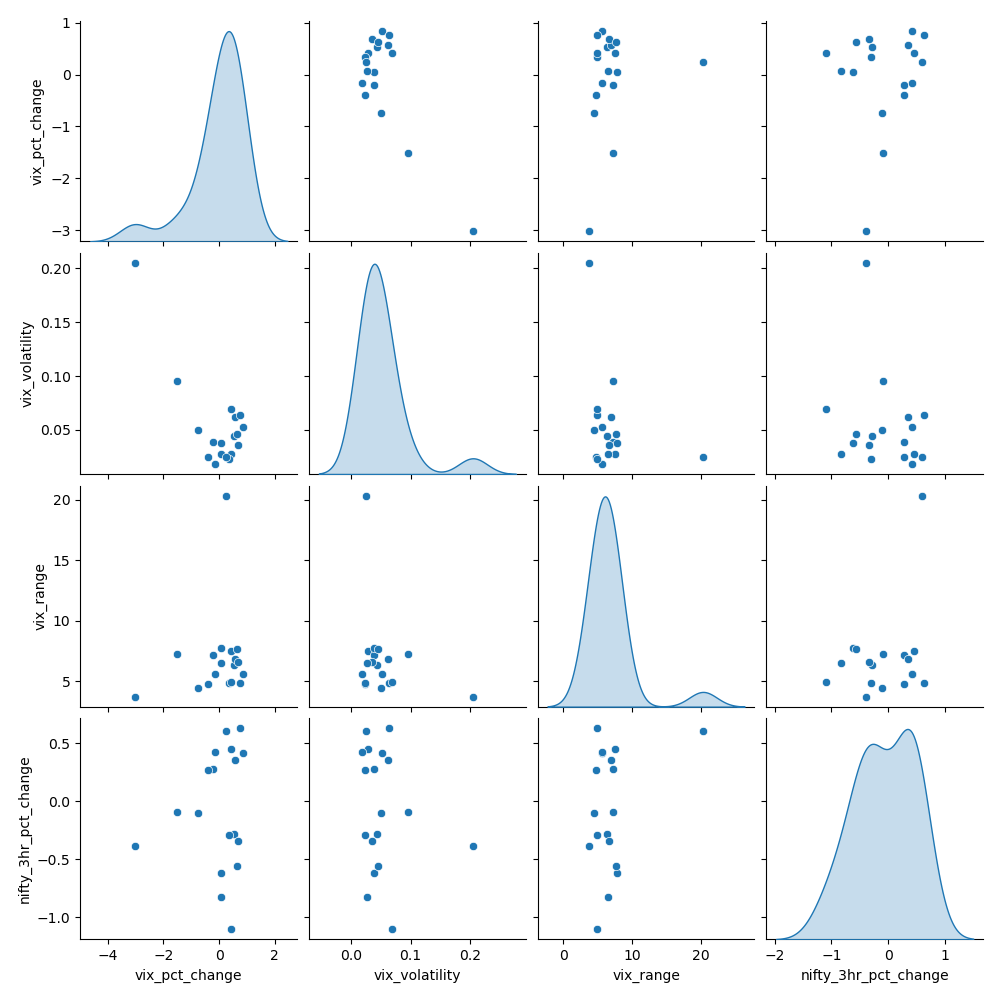 1
0
−1
−2
−3
vix_pct_change
0.20
0.15
0.10
0.05
vix_volatility
20
15
10
5
vix_range
0.5
0.0
−0.5
−1.0
nifty_3hr_pct_change
−4 −2 0 2
0.0 0.1 0.2
0 10 20
−2 −1 0 1
vix_pct_change vix_volatility vix_range nifty_3hr_pct_change